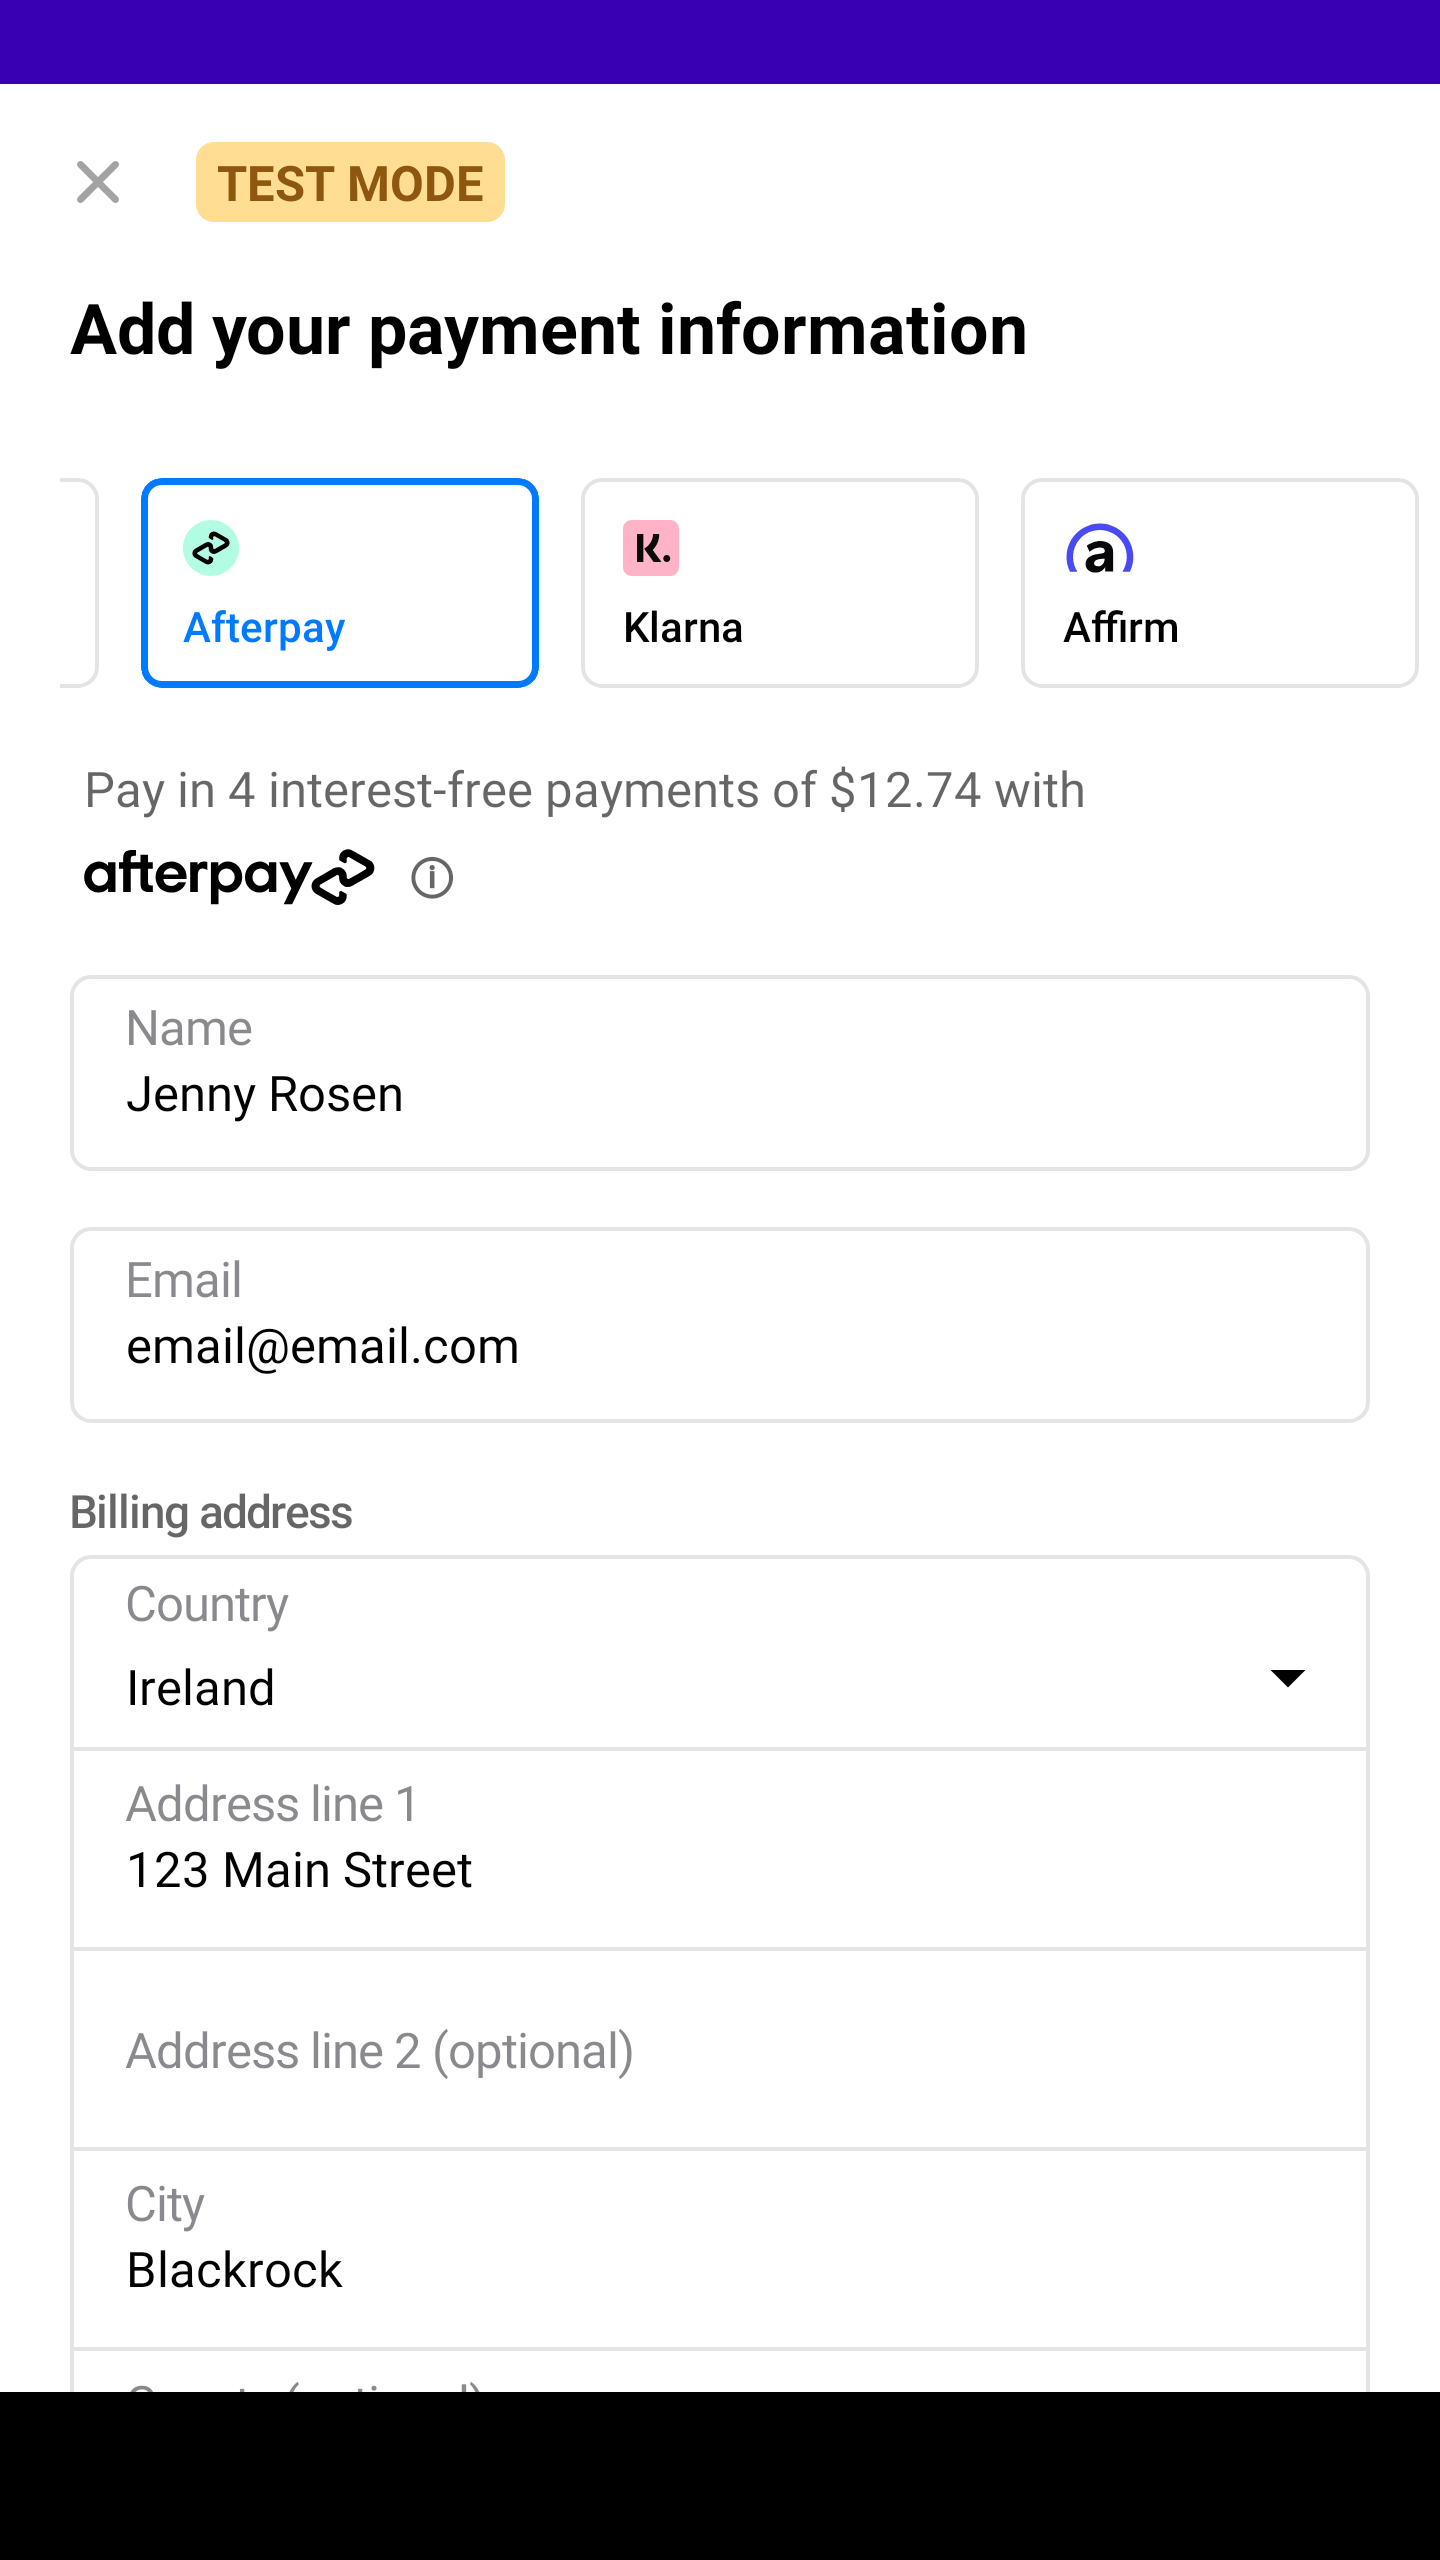 TEST MODE
Add your payment information
Afterpay
K.
Klarna
a
Affirm
Pay in 4 interest-free payments of $12.74 with
afterpay
Name
Jenny Rosen
Email
email@email.com
Billing address
Country
Ireland
Address line 1
123 Main Street
Address line 2 (optional)
City
Blackrock
(optional)